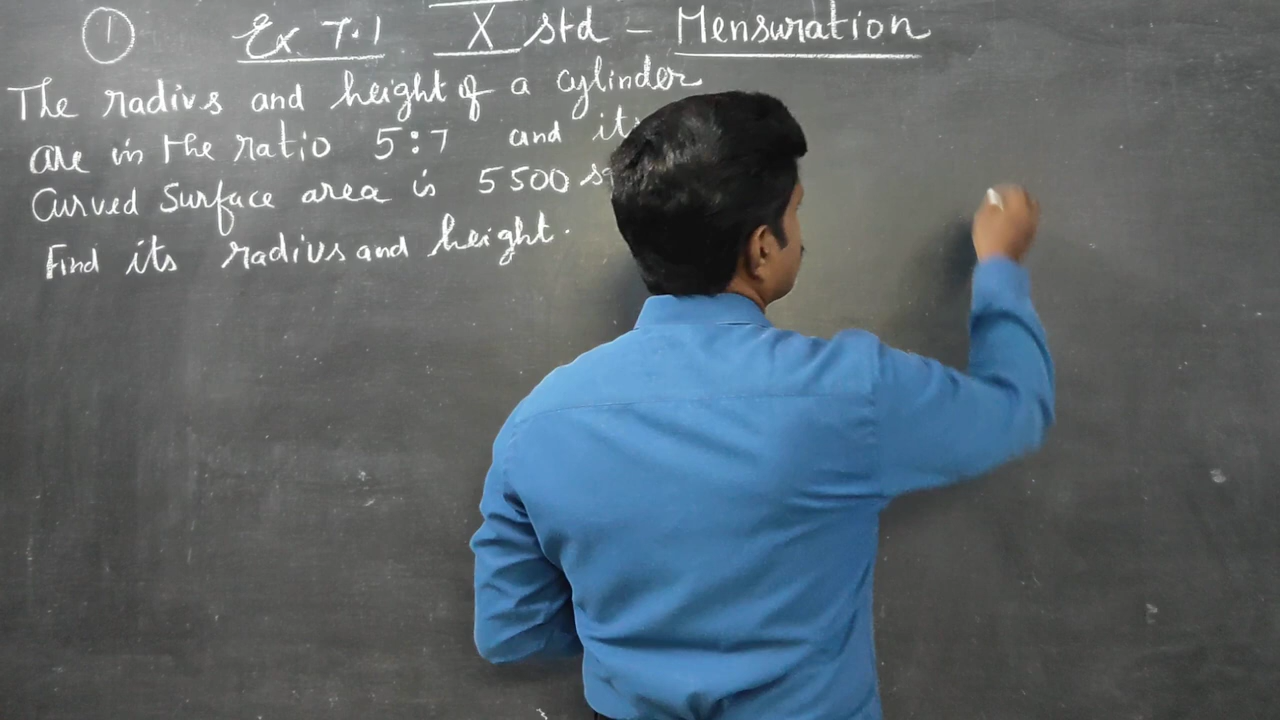 ① Ex 7.1 X std - Mensuration
The radius and height of a cylinder
are in the ratio 5:7 and its
Curved Surface area is 5500
Find its radius and height.